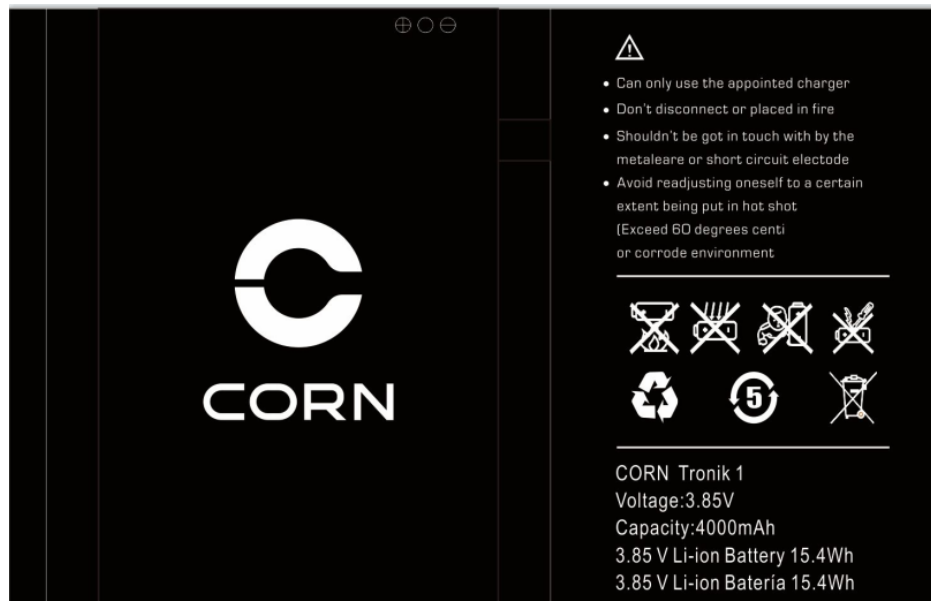 CORN
Can only use the appointed charger
Don't disconnect or placed in fire
Shouldn't be got in touch with by the
metaleare or short circuit electode
Avoid readjusting oneself to a certain
extent being put in hot shot
(Exceed 60 degrees centi
or corrode environment
5
CORN Tronik 1
Voltage:3.85V
Capacity:4000mAh
3.85 V Li-ion Battery 15.4Wh
3.85 V Li-ion Batería 15.4Wh